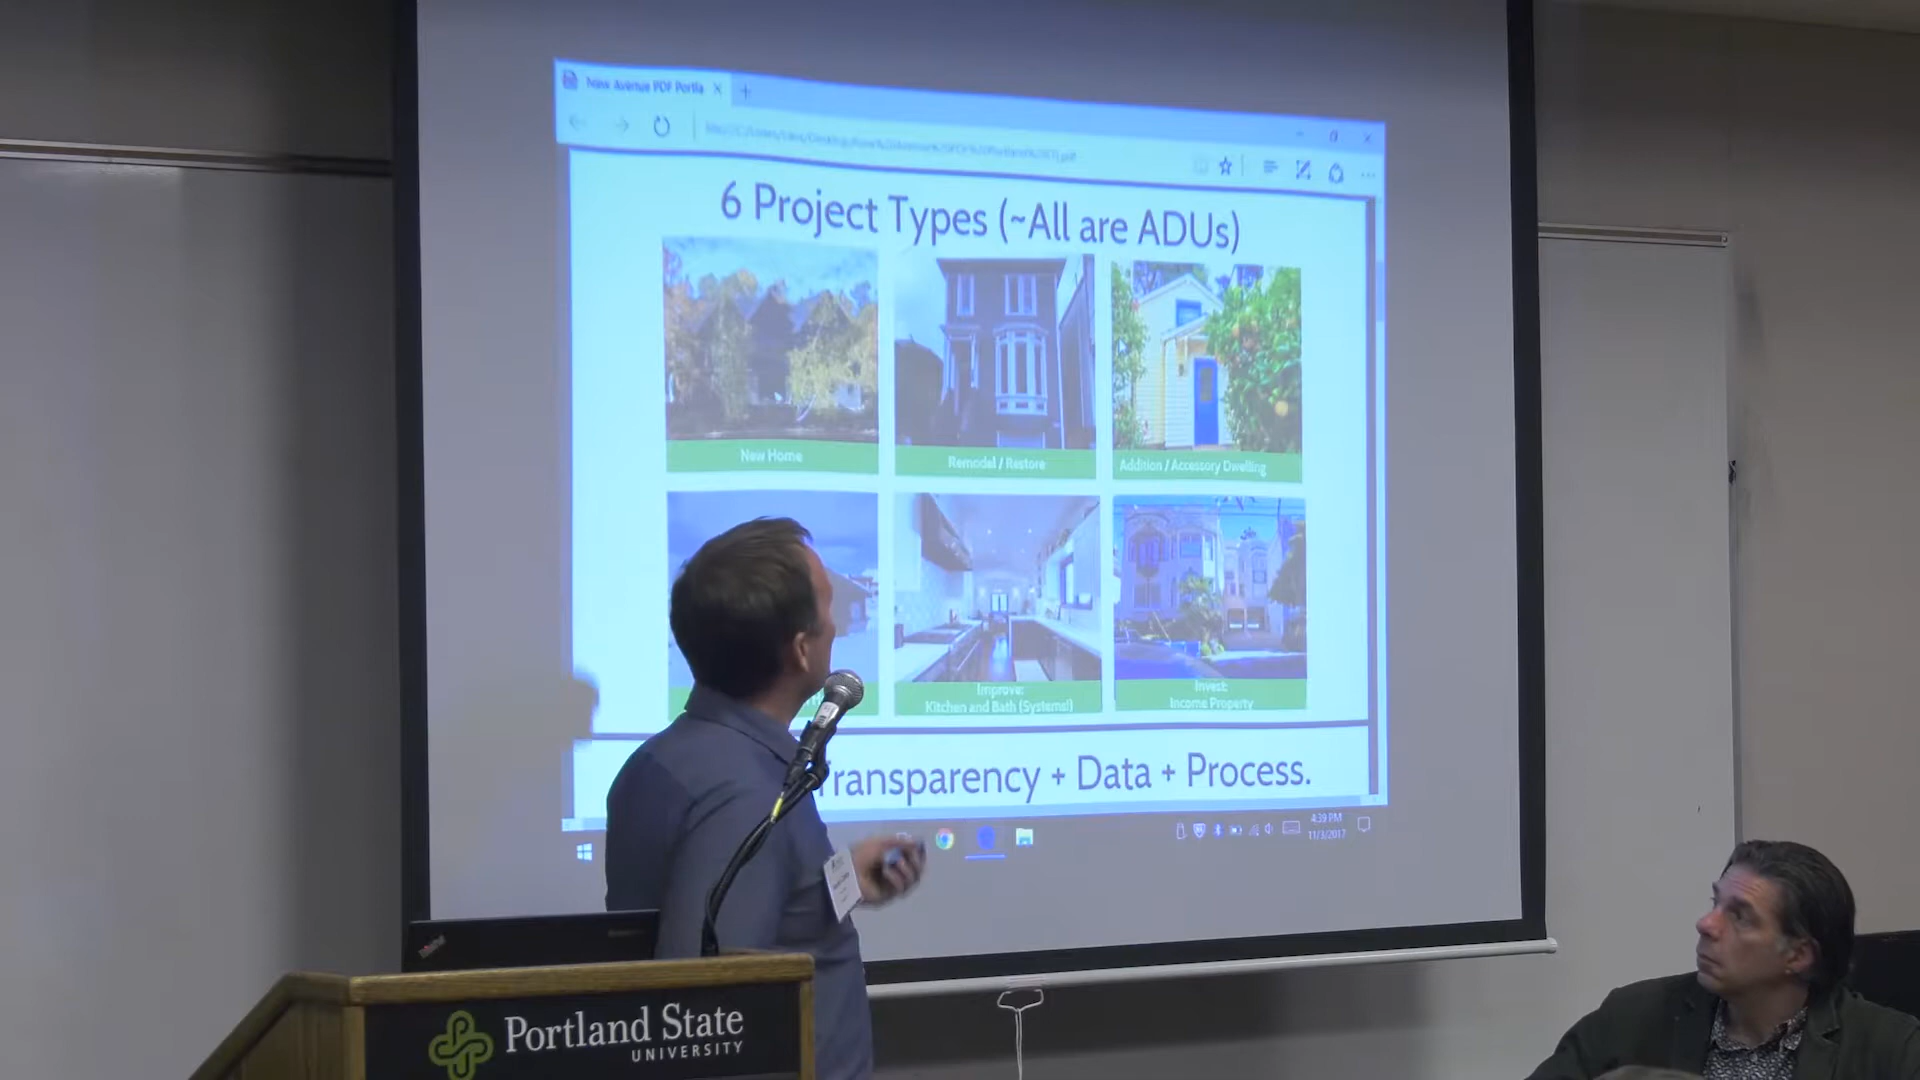 New Avenue PDF Portla
6 Project Types (~All are ADUs)
New Home
Remodel / Restore
Addition / Accessory Dwelling
Improve:
Kitchen and Bath (Systems!)
Invest:
Income Property
Transparency + Data + Process.
4:39 PM
11/3/2017
Portland State
UNIVERSITY